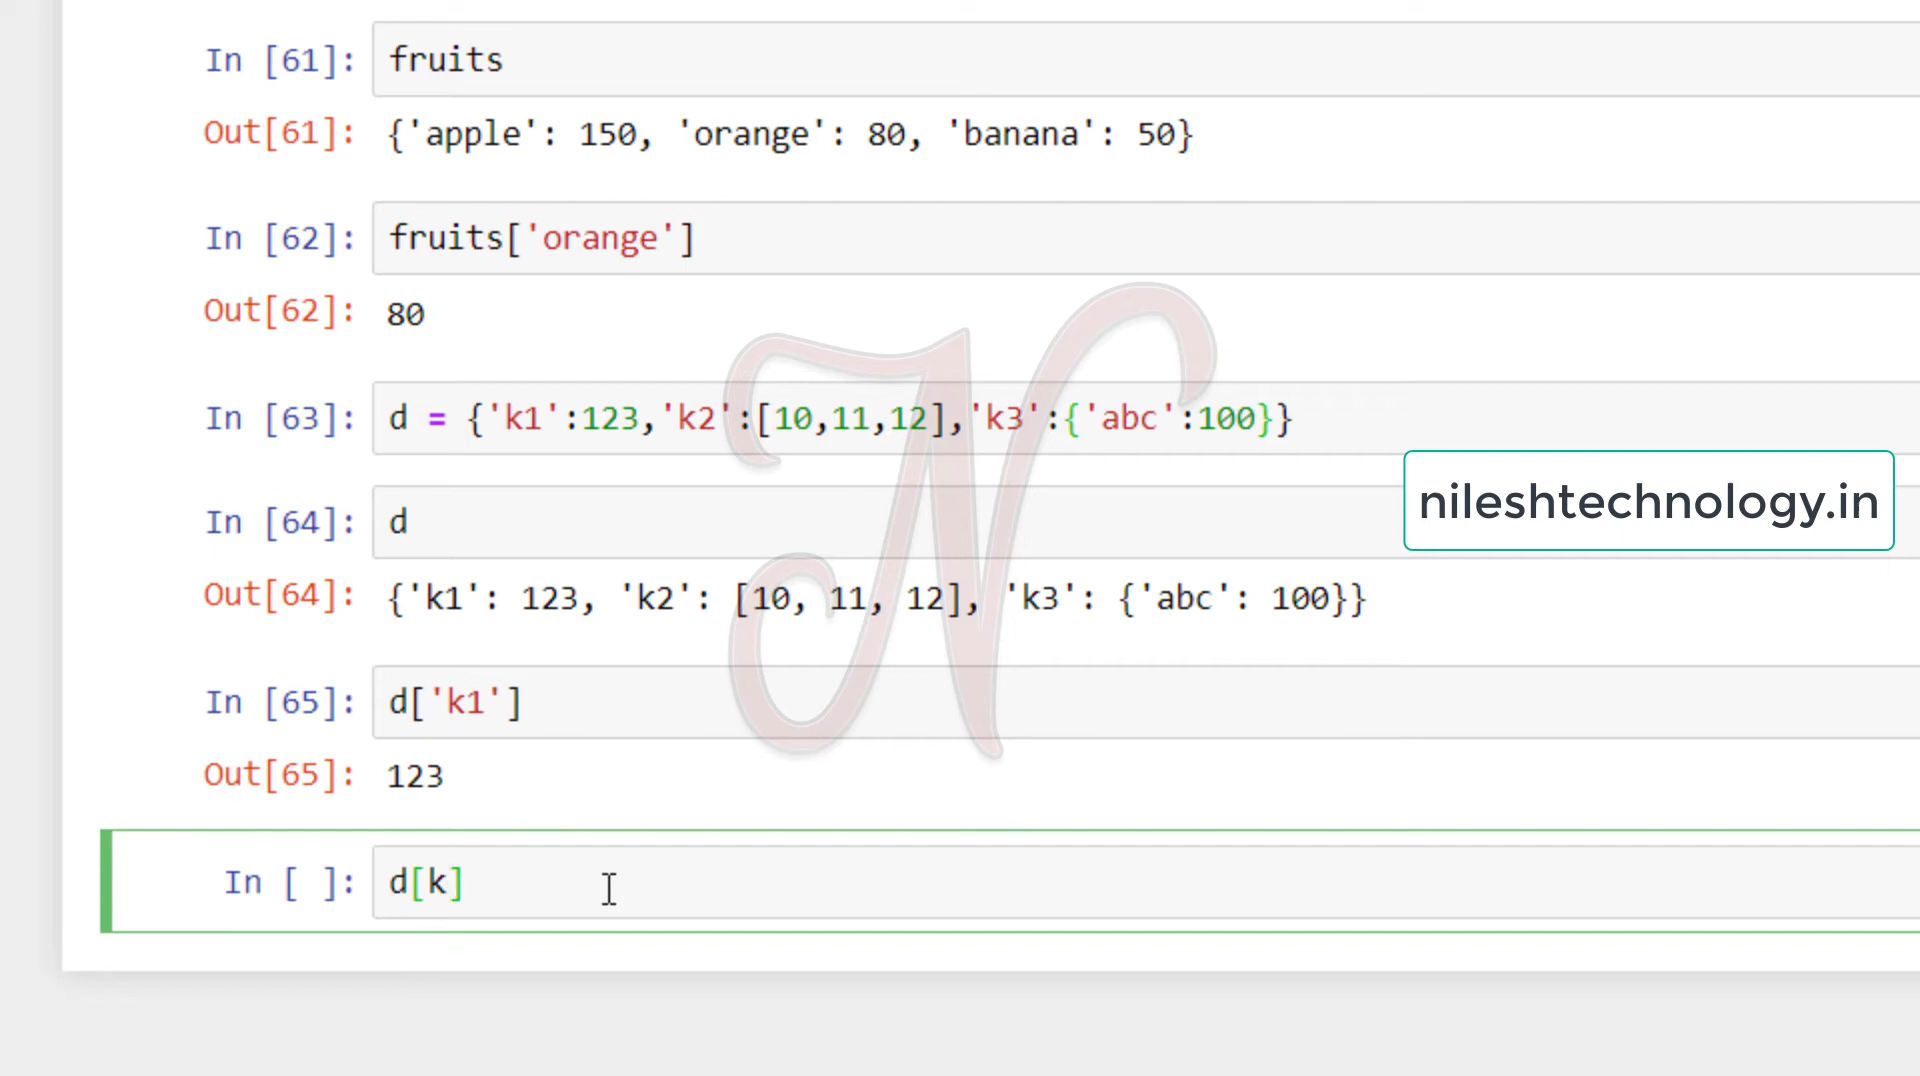 In [61]: fruits
Out[61]: {'apple': 150, 'orange': 80, 'banana': 50}
In [62]: fruits['orange']
Out[62]: 80
In [63]: d = {'k1':123,'k2':[10,11,12],'k3':{'abc':100}}
nileshtechnology.in
In [64]: d
Out[64]: {'k1': 123, 'k2': [10, 11, 12], 'k3': {'abc': 100}}
In [65]: d['k1']
Out[65]: 123
In [ ]: d[k]
N